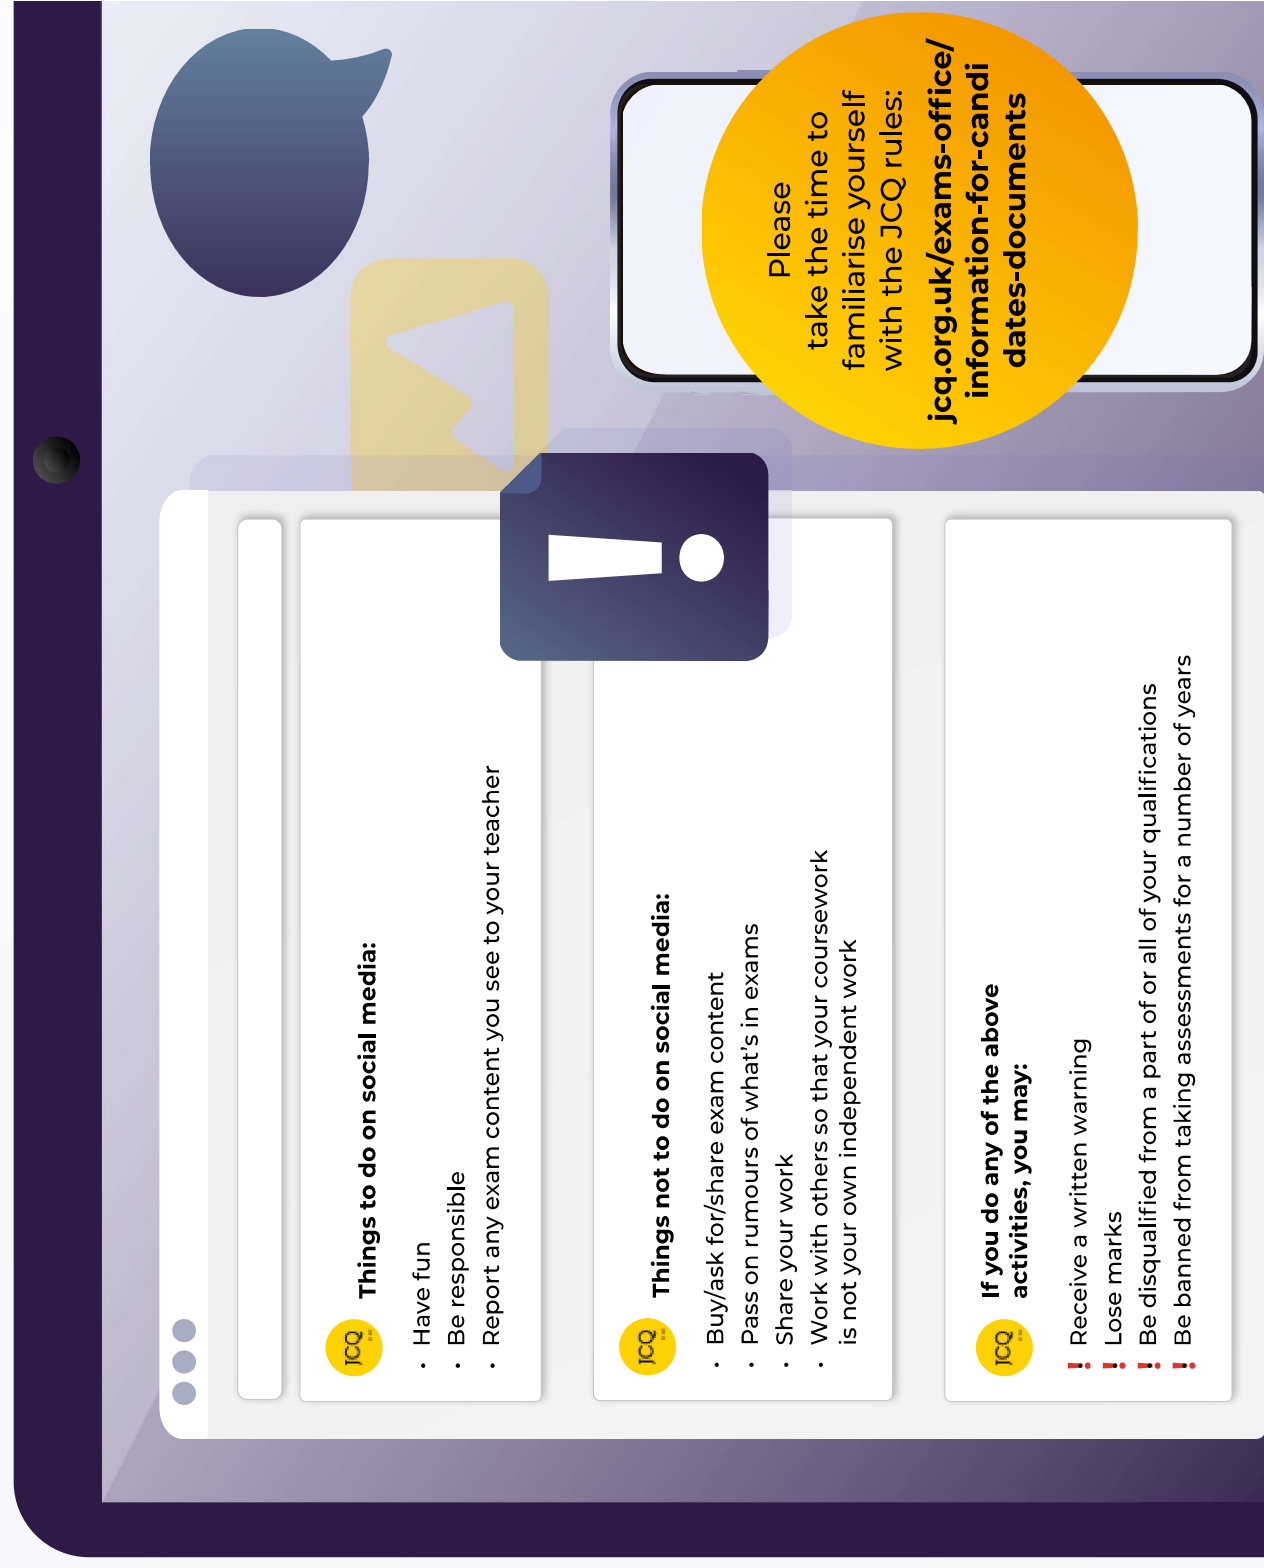 Please
take the time to
familiarise yourself
with the JCQ rules:
jcq.org.uk/exams-office/
information-for-candi
dates-documents
JCQ
Things to do on social media:
• Have fun
• Be responsible
• Report any exam content you see to your teacher
JCQ
Things not to do on social media:
• Buy/ask for/share exam content
• Pass on rumours of what's in exams
• Share your work
• Work with others so that your coursework
is not your own independent work
JCQ
If you do any of the above
activities, you may:
! Receive a written warning
! Lose marks
! Be disqualified from a part of or all of your qualifications
! Be banned from taking assessments for a number of years